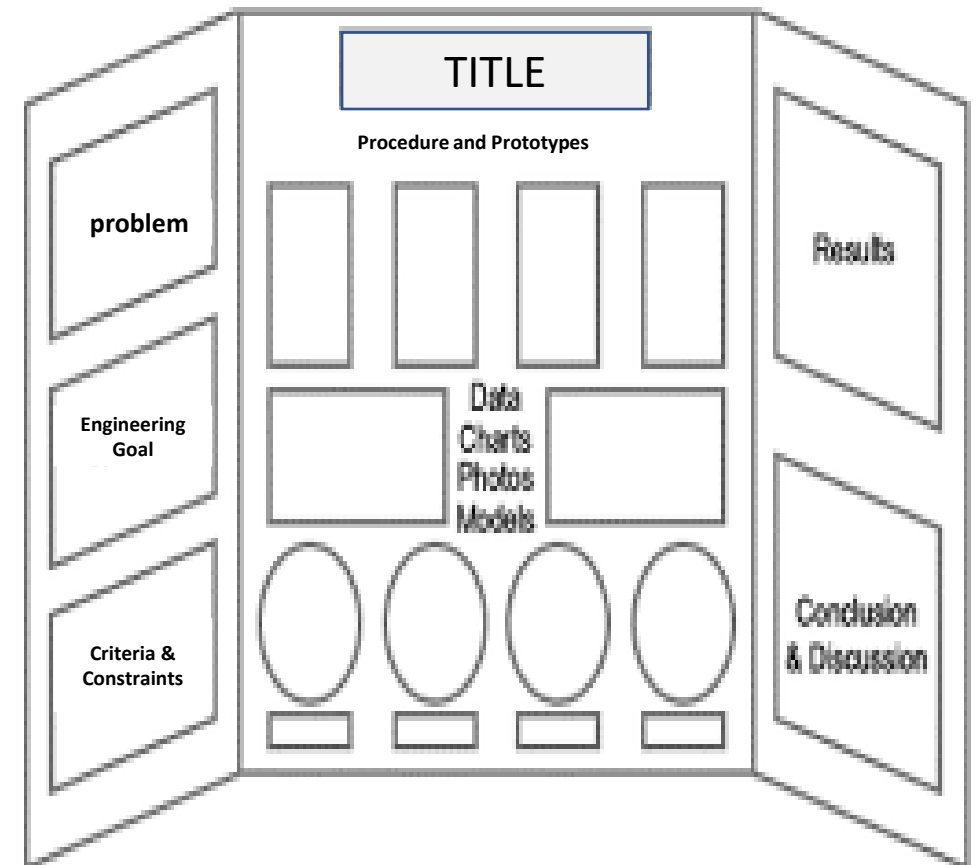 TITLE
Procedure and Prototypes
problem
Engineering
Goal
Criteria &
Constraints
Data
Charts
Photos
Models
Results
Conclusion
& Discussion